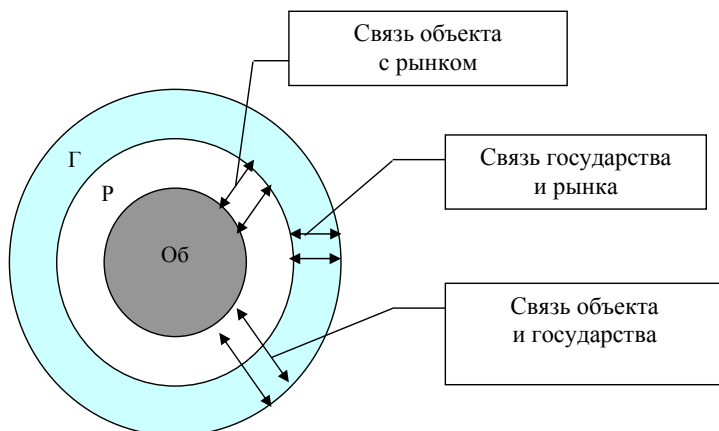 Связь объекта
с рынком
Г
Связь государства
и рынка
Р
Об
Связь объекта
и государства